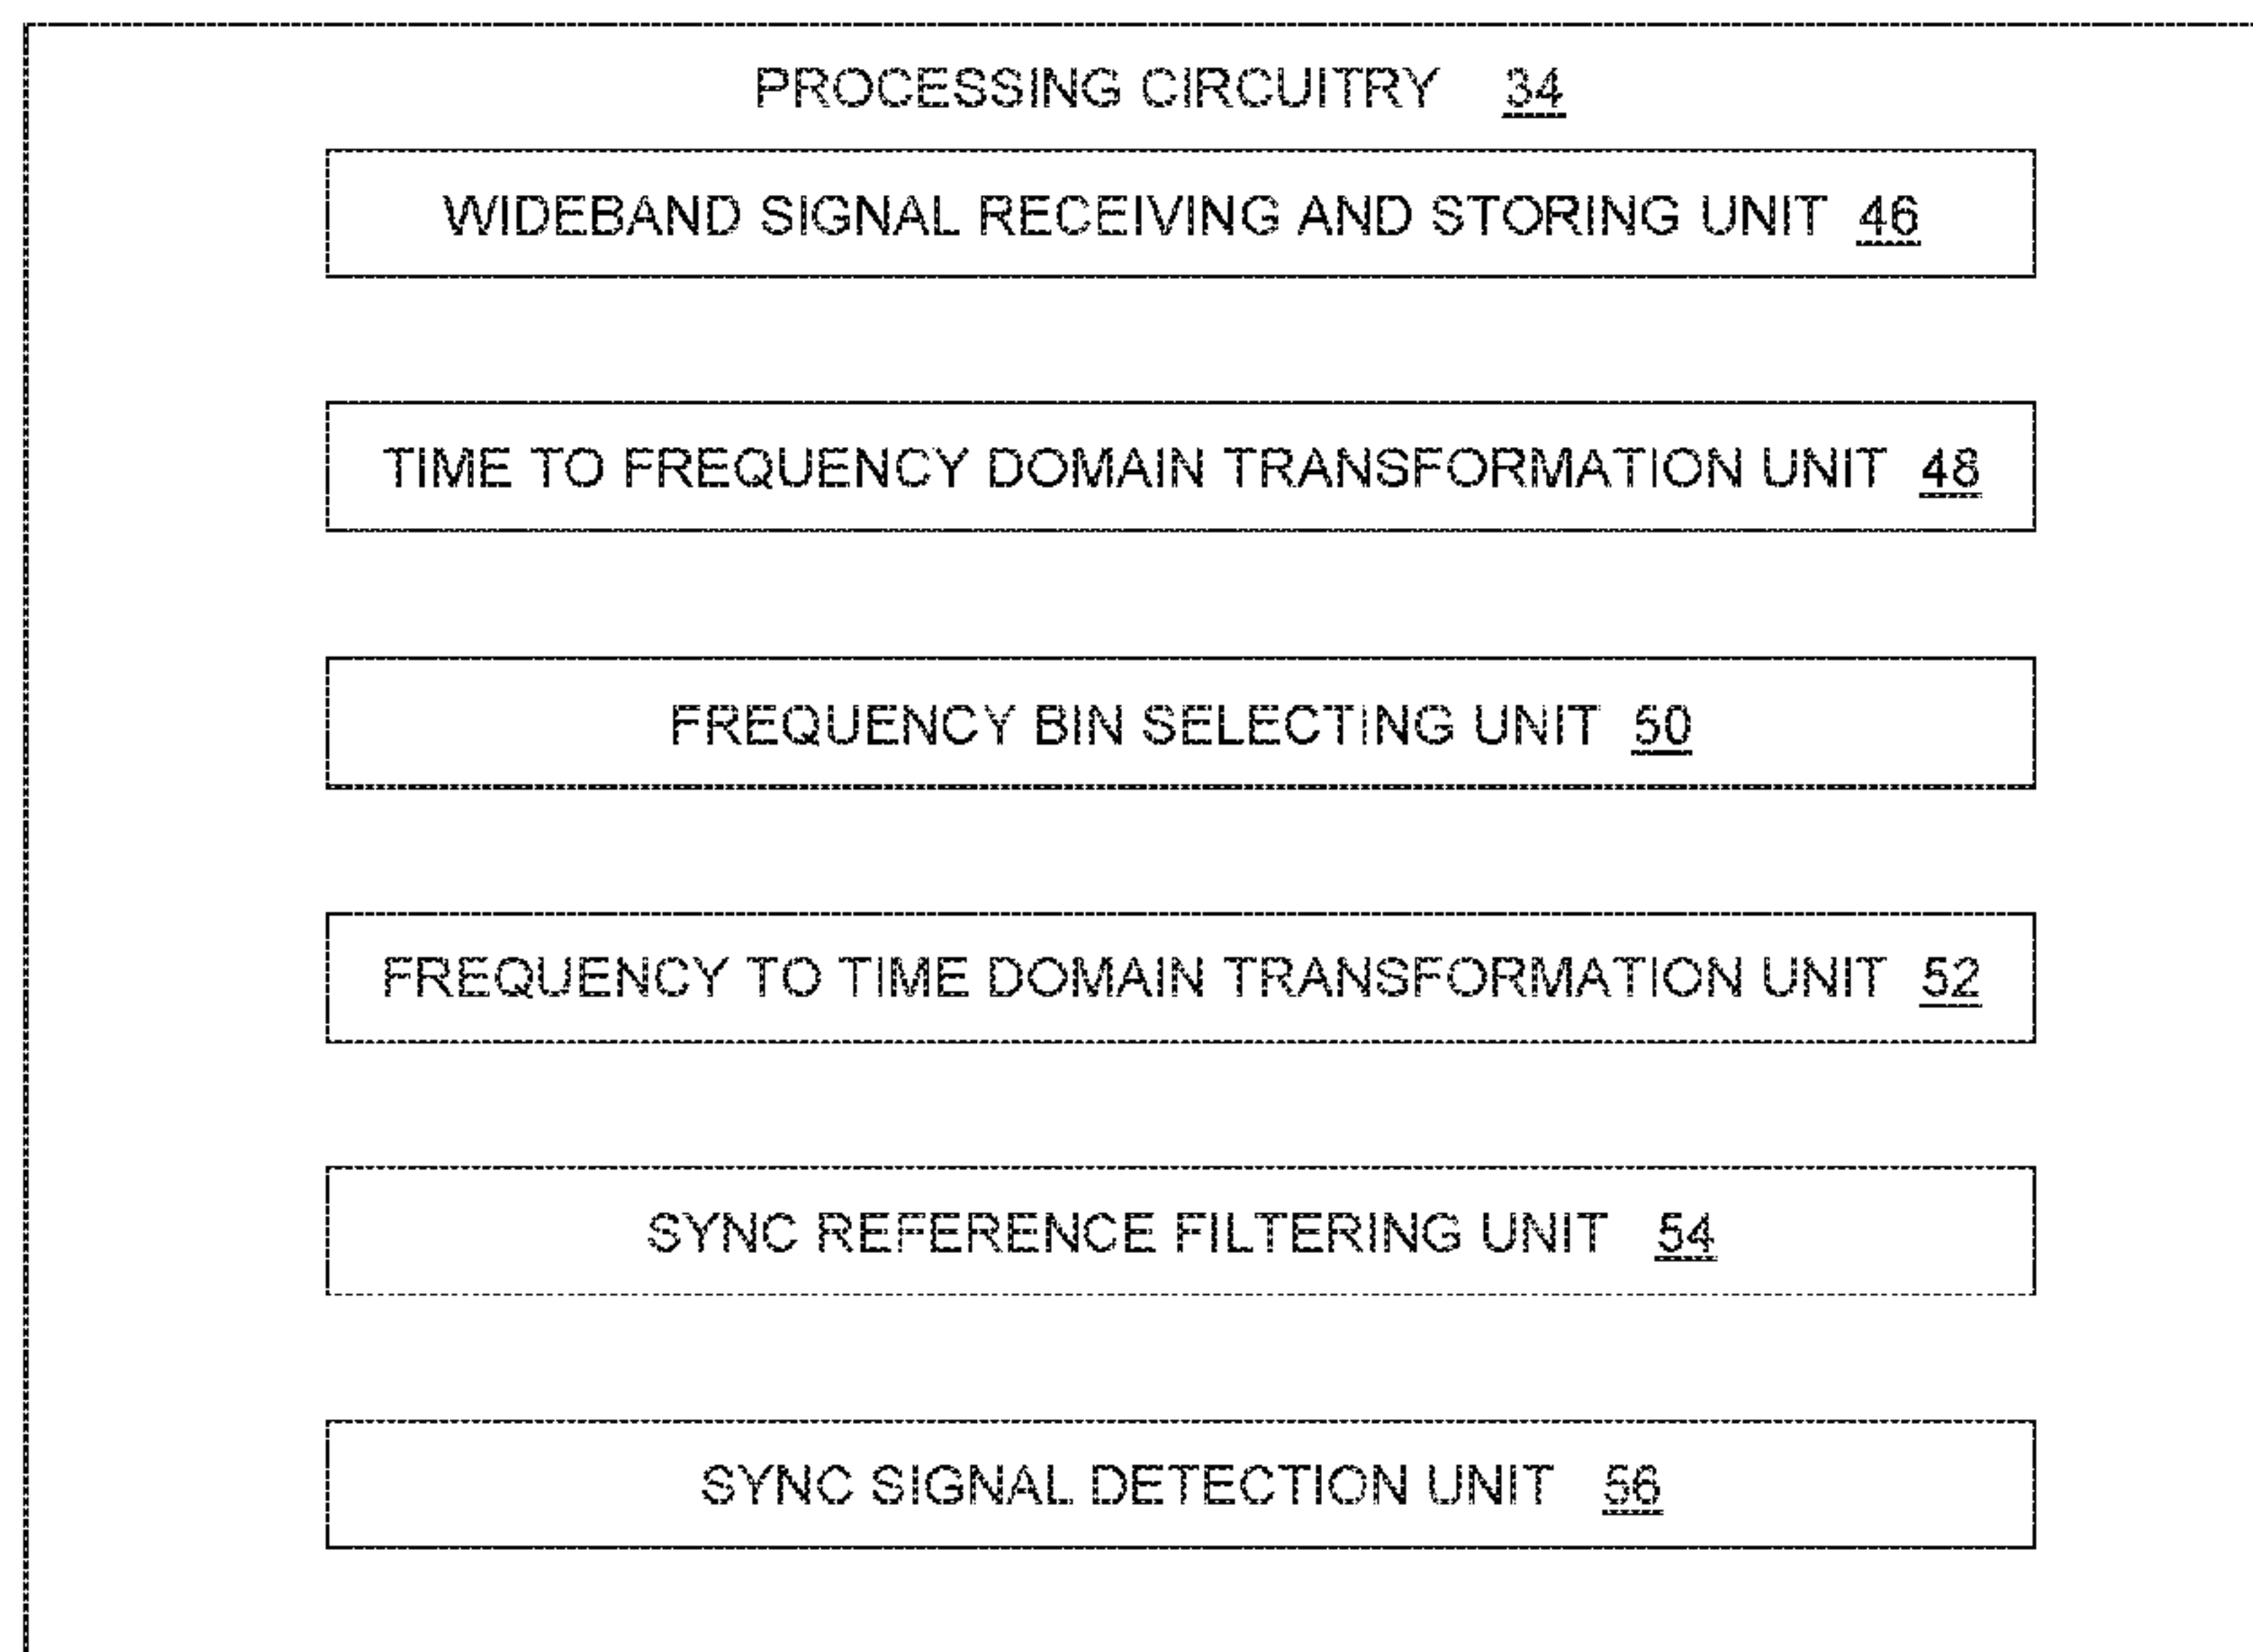 PROCESSING CIRCUITRY 34
WIDEBAND SIGNAL RECEIVING AND STORING UNIT 46
TIME TO FREQUENCY DOMAIN TRANSFORMATION UNIT 48
FREQUENCY BIN SELECTING UNIT 50
FREQUENCY TO TIME DOMAIN TRANSFORMATION UNIT 52
SYNC REFERENCE FILTERING UNIT 54
SYNC SIGNAL DETECTION UNIT 56